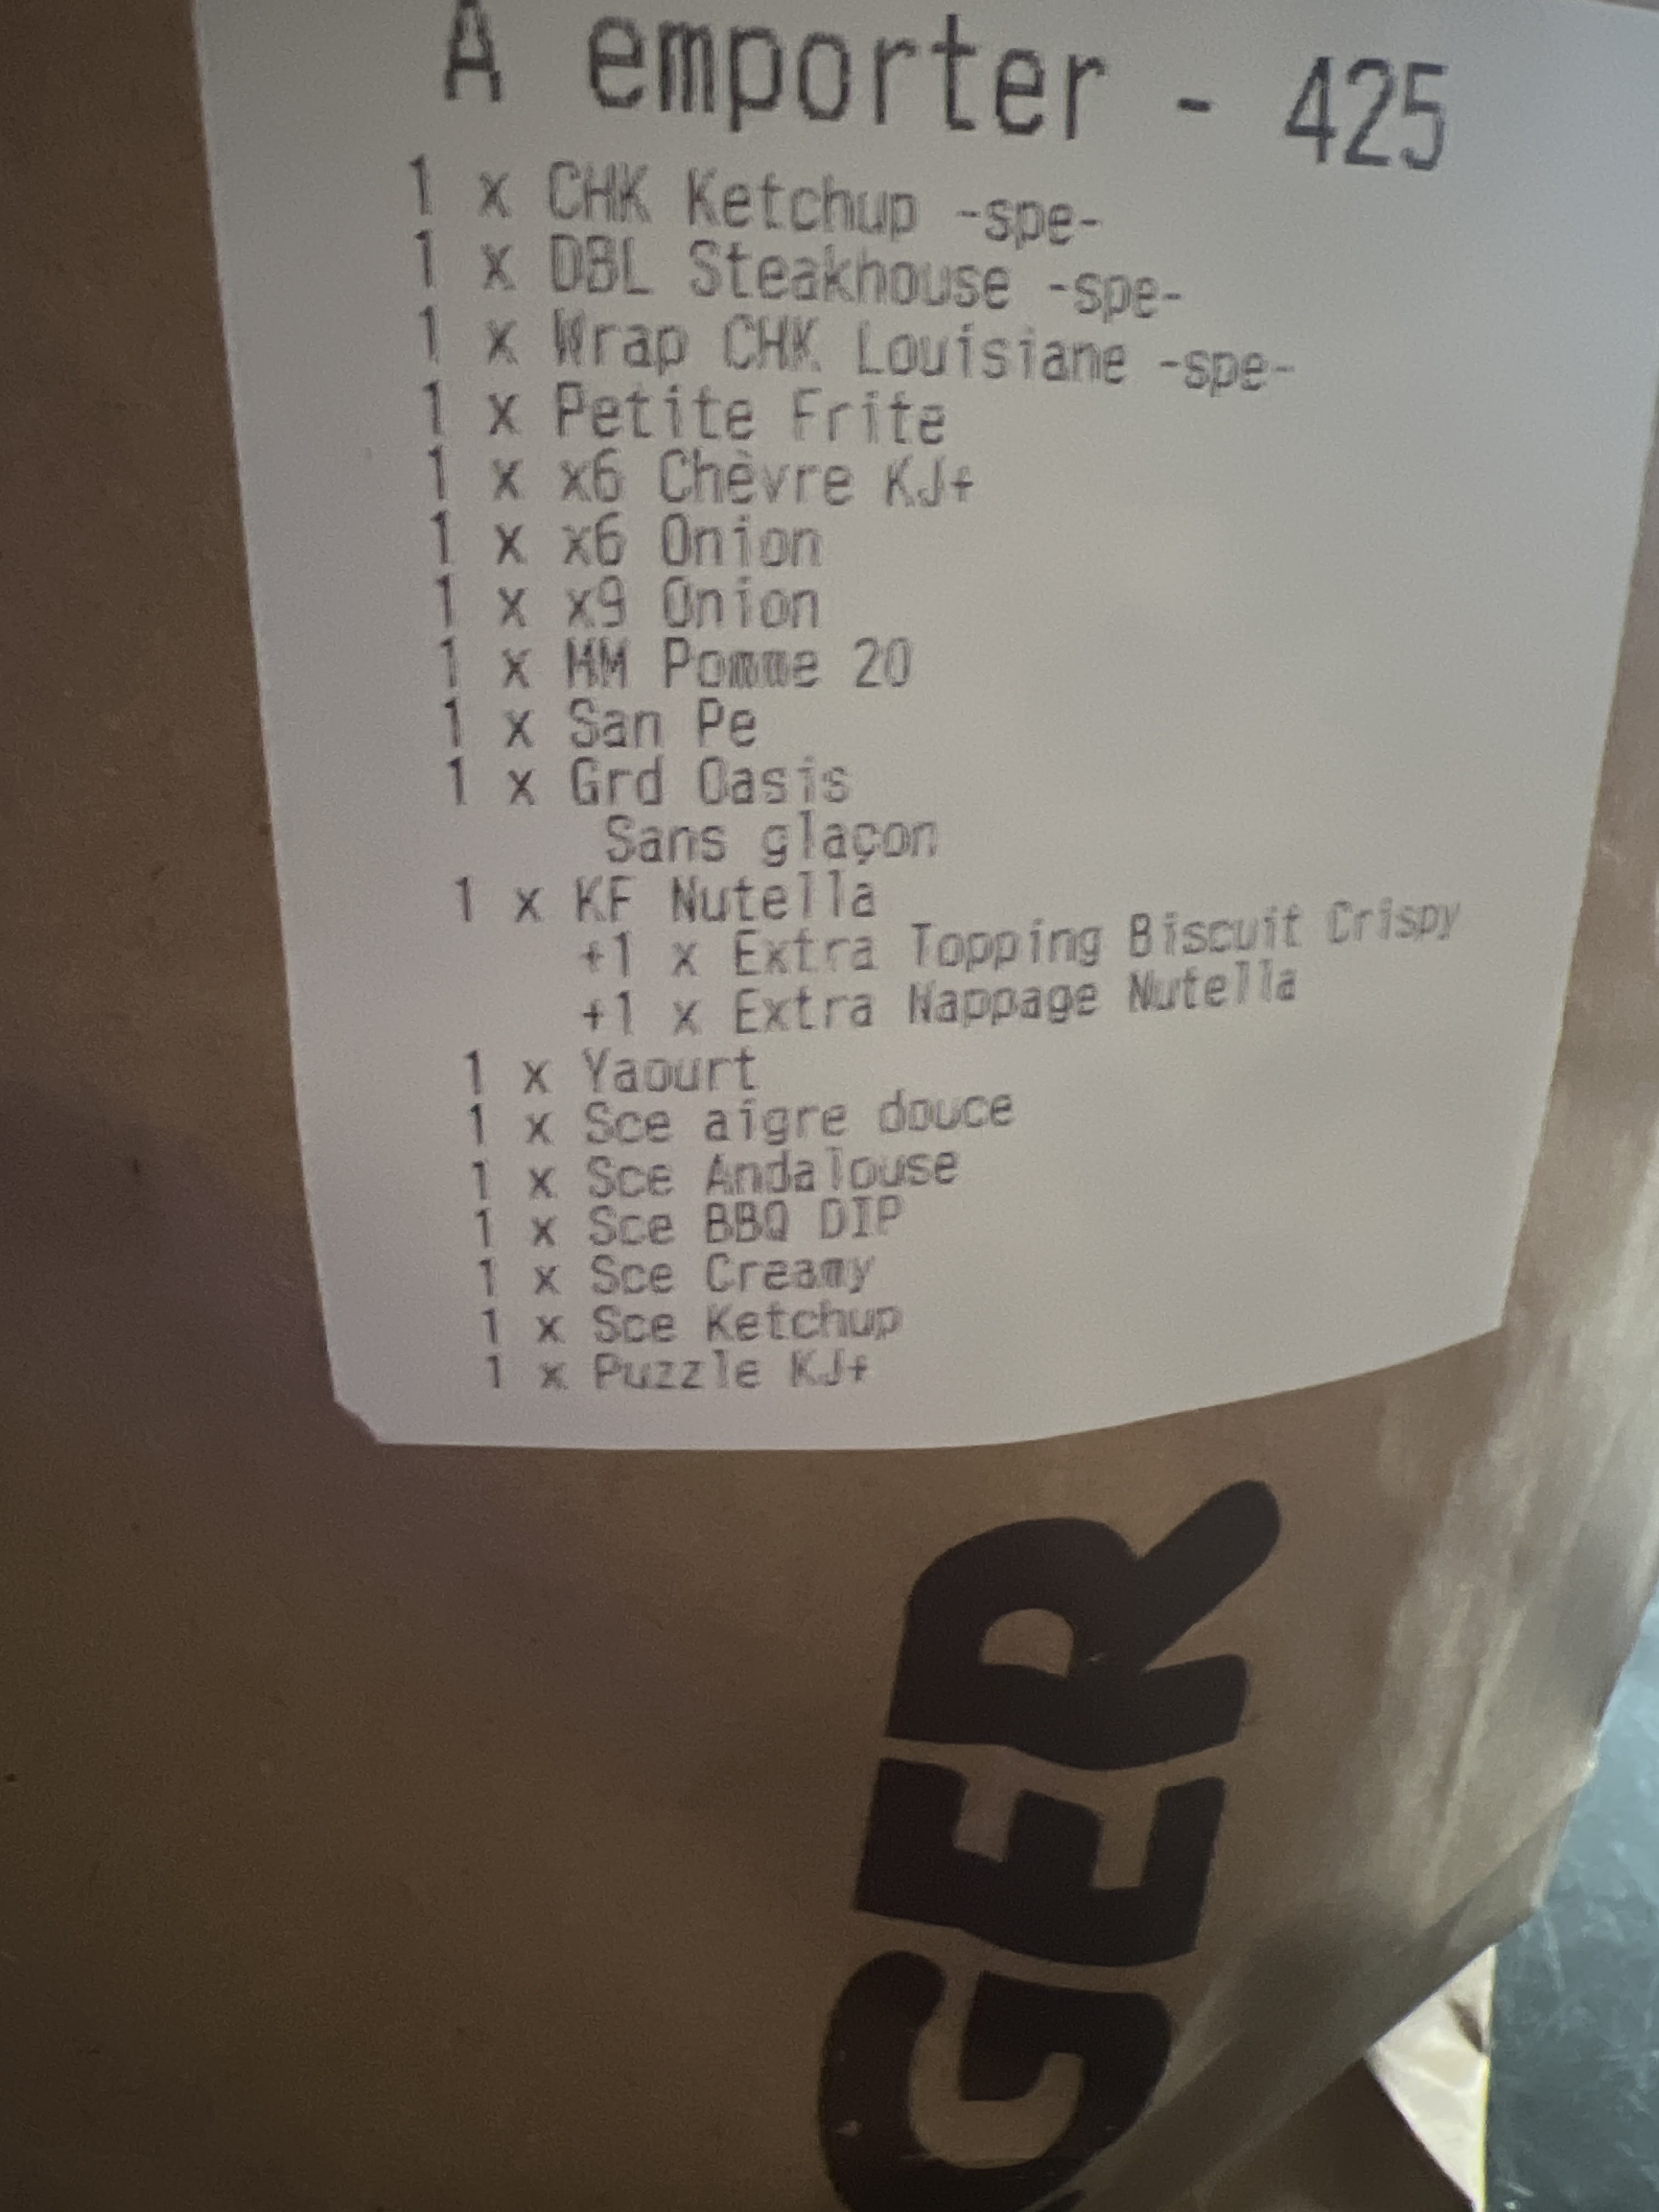 A emporter - 425
1 x CHK Ketchup -spe-
1 x DBL Steakhouse -spe-
1 x Wrap CHK Louisiane -spe-
1 x Petite Frite
1 x x6 Chèvre KJ+
1 x x6 Onion
1 x x9 Onion
1 x MM Pomme 20
1 x San Pe
1 x Grd Oasis
Sans glaçon
1 x KF Nutella
+1 x Extra Topping Biscuit Crispy
+1 x Extra Nappage Nutella
1 x Yaourt
1 x Sce aigre douce
1 x Sce Andalouse
1 x Sce BBQ DIP
1 x Sce Creamy
1 x Sce Ketchup
1 x Puzzle KJ+
GER